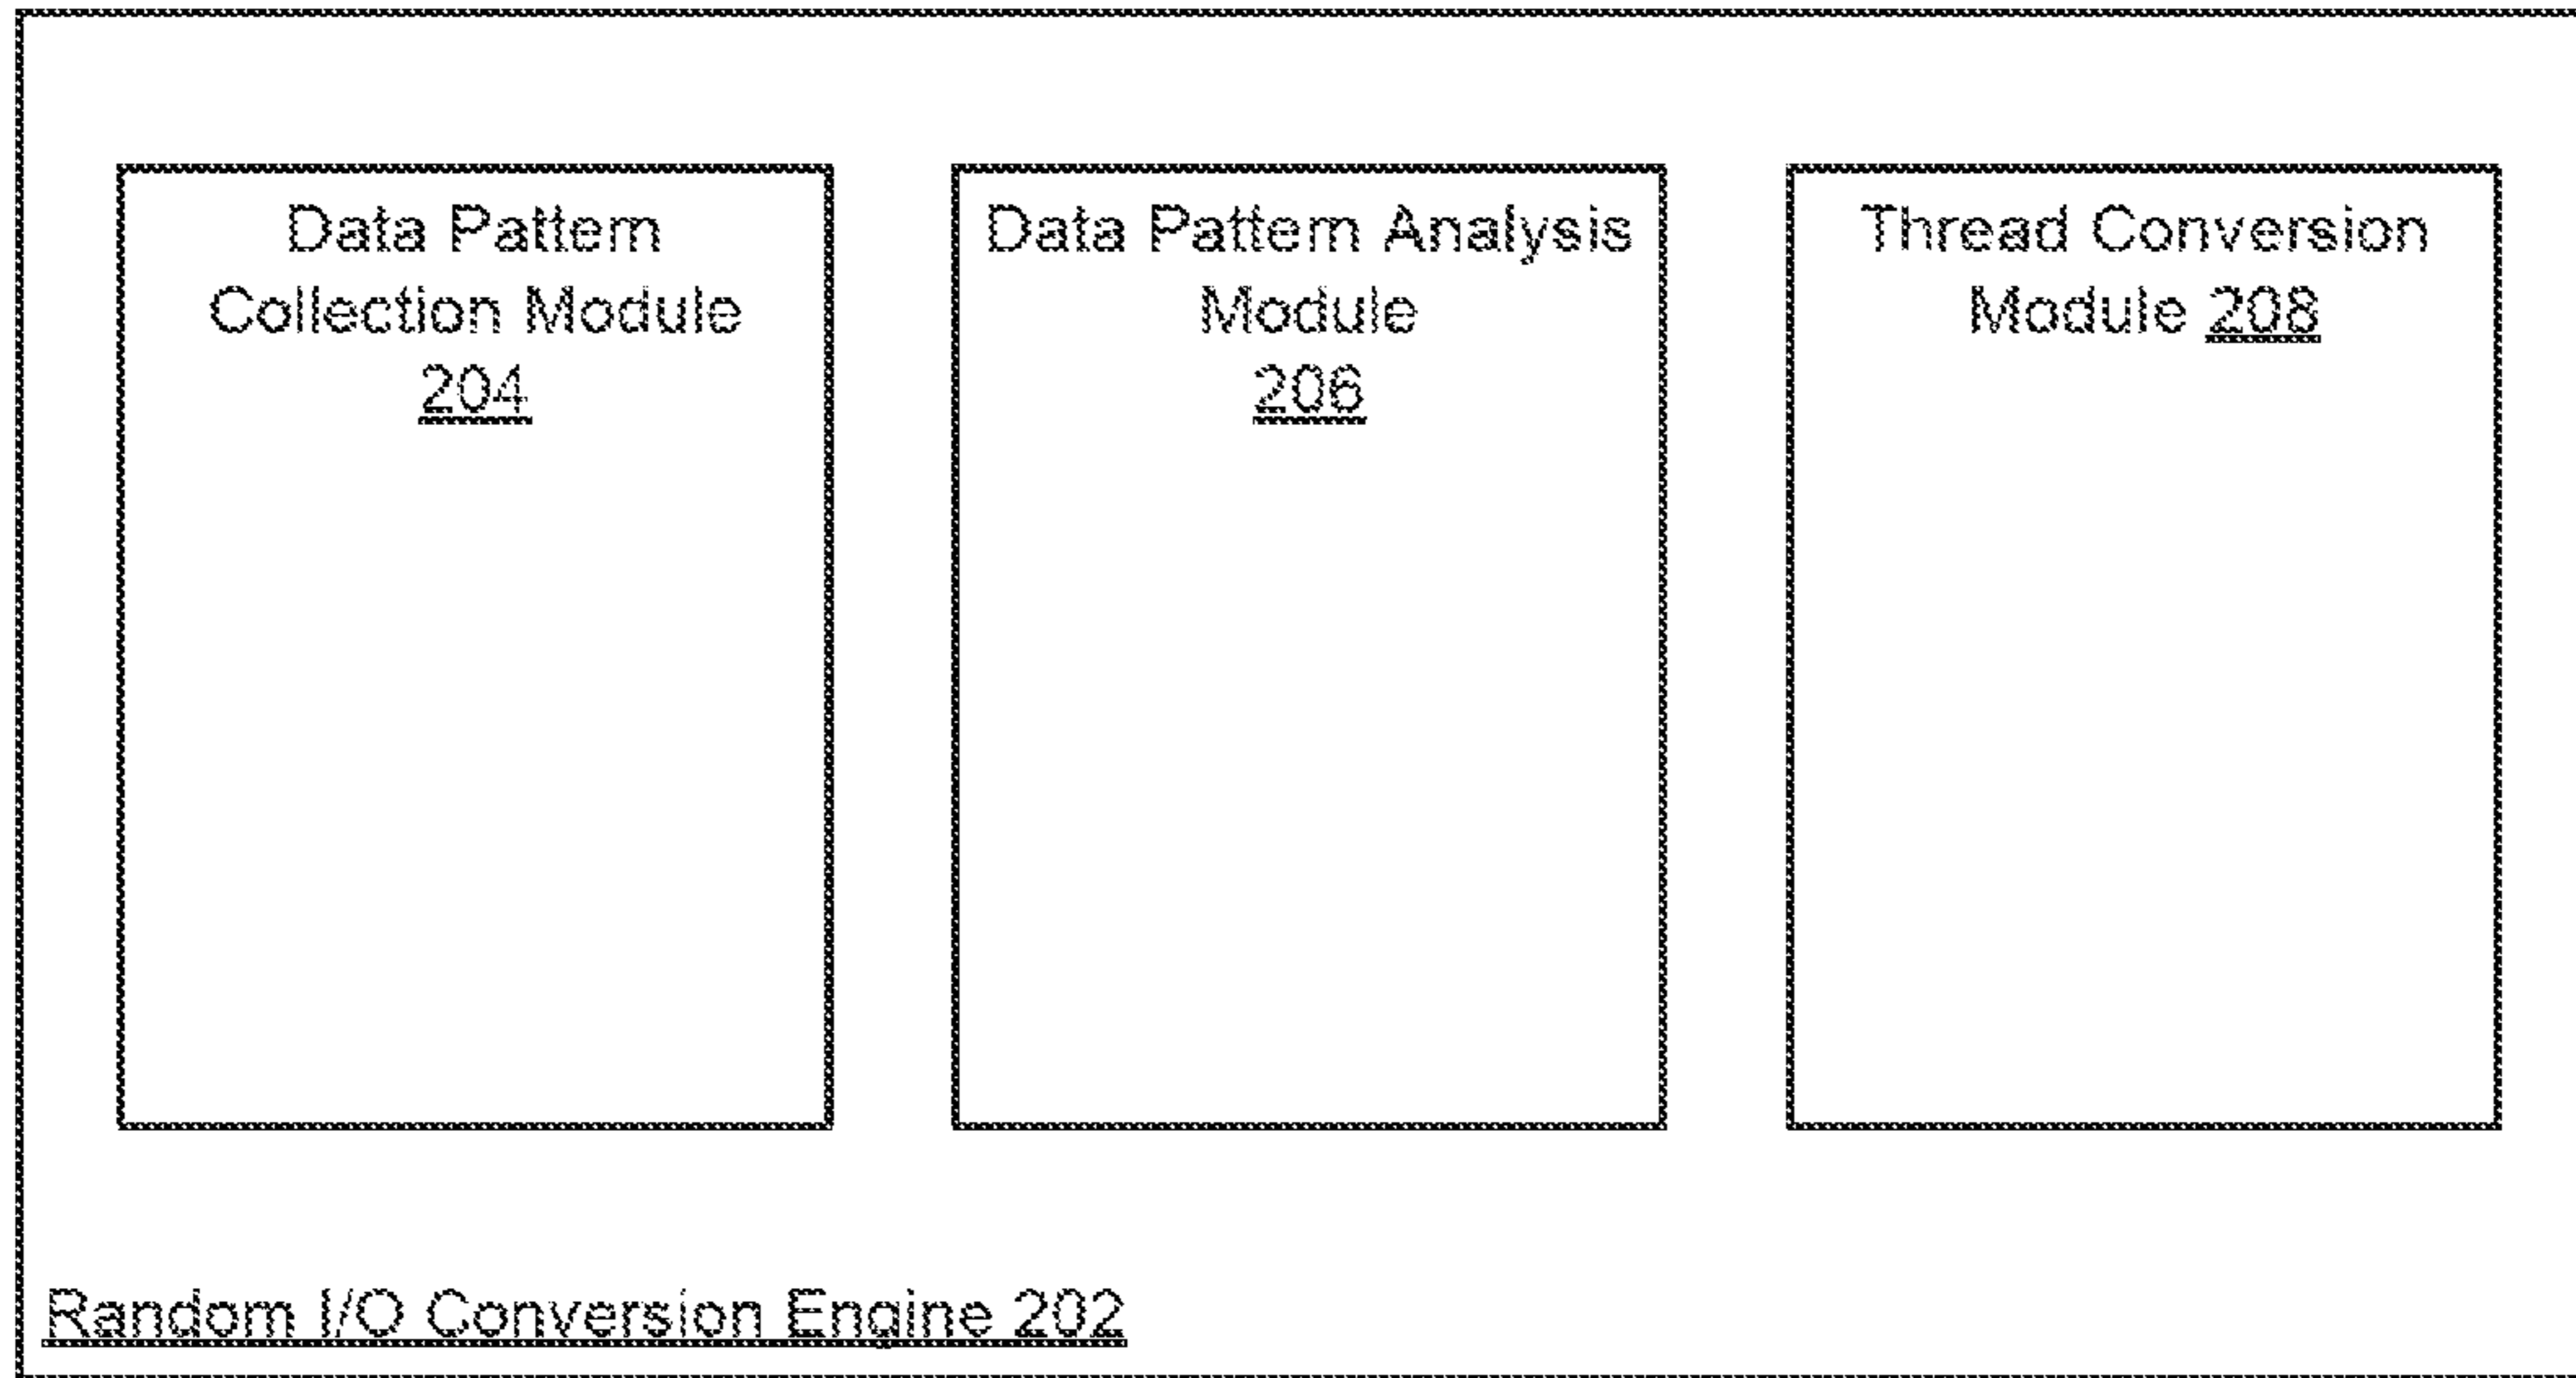 Data Pattern
Collection Module
204
Data Pattern Analysis
Module
206
Thread Conversion
Module 208
Random I/O Conversion Engine 202